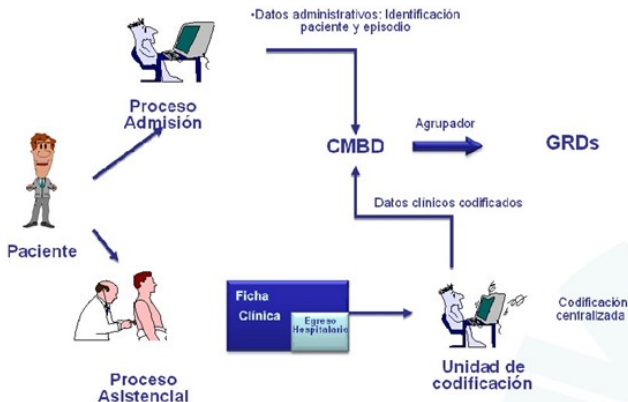 •Datos administrativos: Identificación
paciente y episodio
Proceso
Admisión
CMBD
Agrupador
GRDs
Datos clínicos codificados
Paciente
Ficha
Clínica
Egreso
Hospitalario
Codificación
centralizada
Unidad de
codificación
Proceso
Asistencial